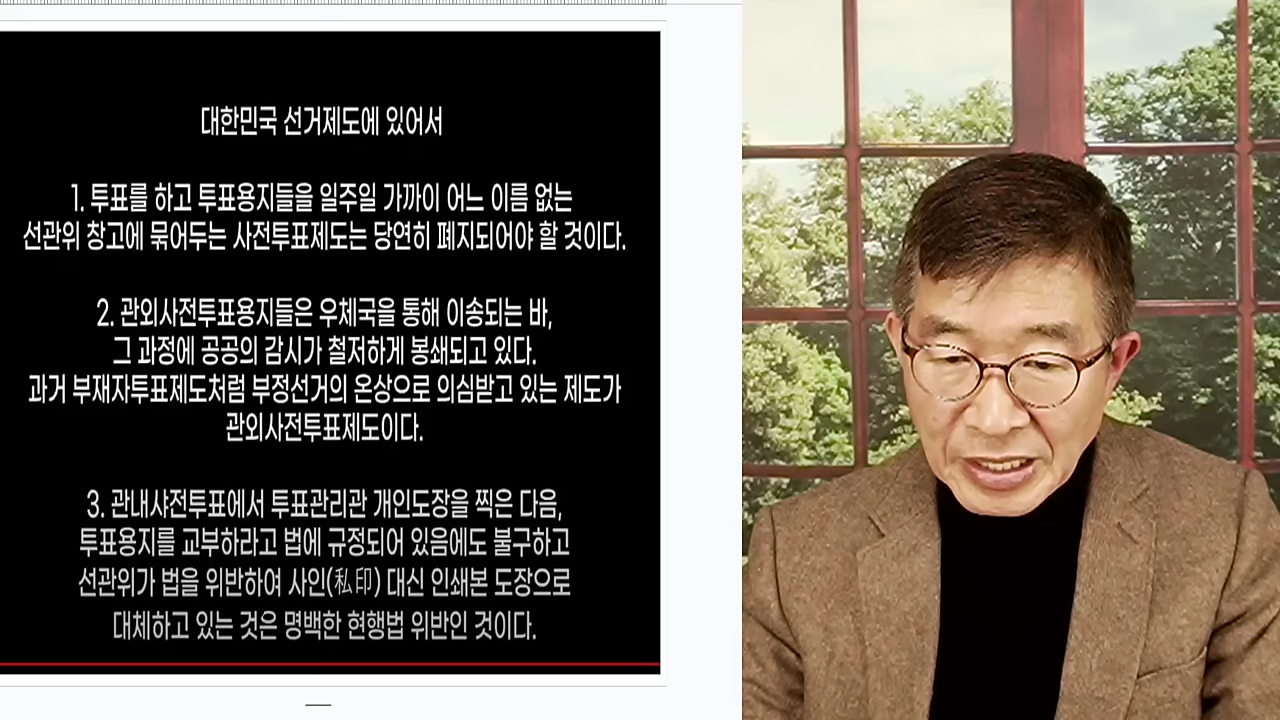 대한민국 선거제도에 있어서
1. 투표를 하고 투표용지들을 일주일 가까이 어느 이름 없는
선관위 창고에 묶어두는 사전투표제도는 당연히 폐지되어야 할 것이다.
2. 관외사전투표용지들은 우체국을 통해 이송되는 바,
그 과정에 공공의 감시가 철저하게 봉쇄되고 있다.
과거 부재자투표제도처럼 부정선거의 온상으로 의심받고 있는 제도가
관외사전투표제도이다.
3. 관내샤전투표에서 투표관리관 개인도장을 찍은 다음,
투표용지를 교부하라고 법에 규정되어 있음에도 불구하고
선관위가 법을 위반하여 사인(私印) 대신 인쇄본 도장으로
대체하고 있는 것은 명백한 현행법 위반인 것이다.